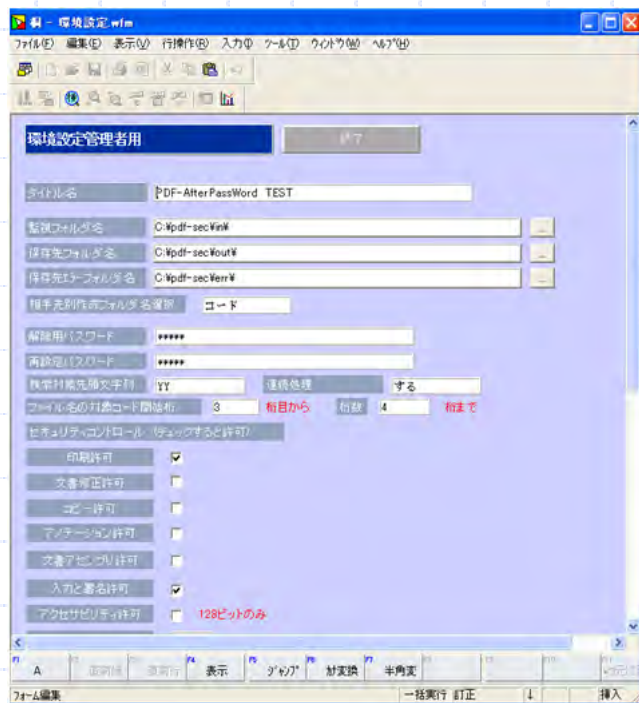 桐 - 環境設定.wfm
ファイル(F) 編集(E) 表示(V) 行操作(R) 入力(I) ツール(T) ウィンドウ(W) ヘルプ(H)
環境設定管理者用 終了
タイトル名 PDF-AfterPassWord TEST
監視フォルダ名 C:¥pdf-sec¥in¥ ...
保存先フォルダ名 C:¥pdf-sec¥out¥ ...
保存先エラーフォルダ名 C:¥pdf-sec¥err¥ ...
相手先別作成フォルダ名選択 コード
解除用パスワード *****
再設定パスワード *****
検索対象先頭文字列 YY 連続処理 する
ファイル名の対象コード開始桁 3 桁目から 桁数 4 桁まで
セキュリティコントロール (チェックすると許可)
印刷許可
文書修正許可
コピー許可
アノテーション許可
文書アセンブリ許可
入力と署名許可
アクセサビリティ許可 128ビットのみ
F1 A F4 表示 F5 ジャンプ F6 カナ変換 F7 半角変
フォーム編集 一括実行 訂正 ↓ 挿入